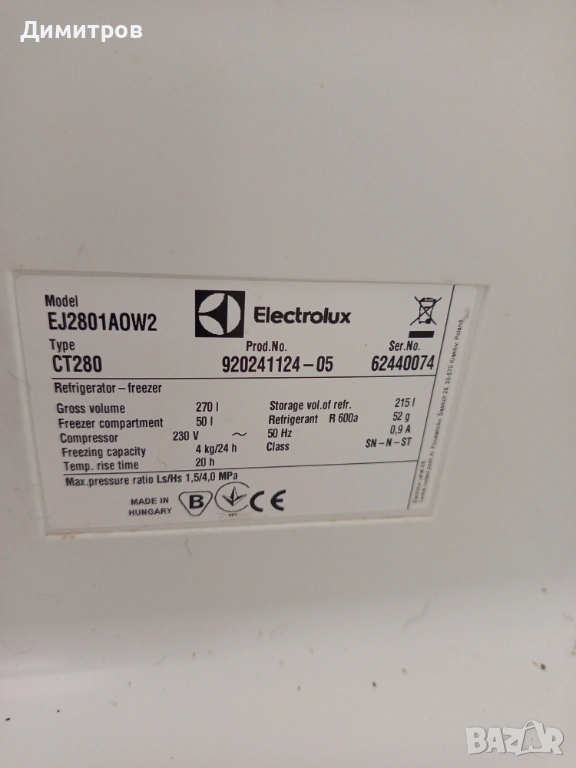 Димитров
Model
EJ2801AOW2
Electrolux
Type
Prod.No.
Ser.No.
CT280
920241124-05
62440074
Refrigerator-freezer
Gross volume 270 l
Storage vol.of refr. 215 l
Freezer compartment 50 l
Refrigerant R 600a 52 g
Compressor 230 V ~ 50 Hz 0,9 A
Freezing capacity 4 kg/24 h
Class SN-N-ST
Temp. rise time 20 h
Max.pressure ratio Ls/Hs 1,5/4,0 MPa
MADE IN
HUNGARY
B
CE
Kraków, Poland
BAZAR